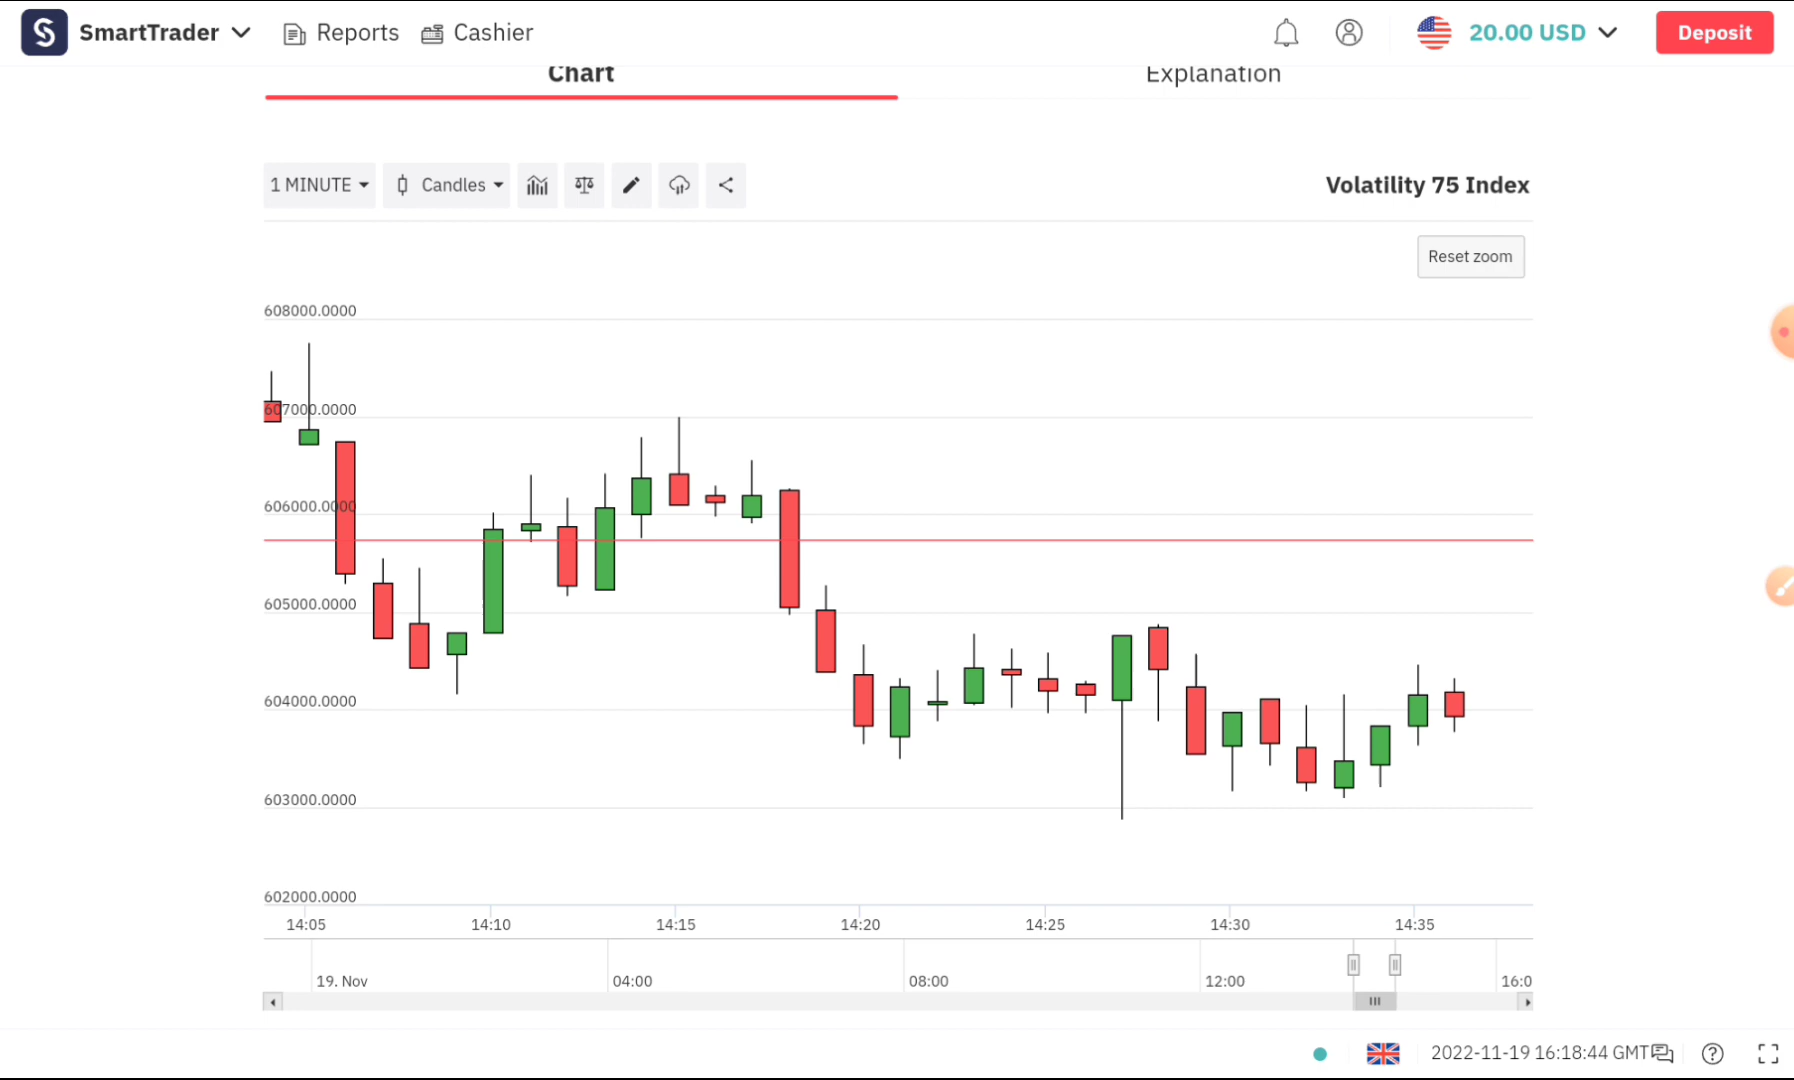 SmartTrader
Reports
Cashier
20.00 USD
Deposit
Chart
Explanation
1 MINUTE
Candles
Volatility 75 Index
Reset zoom
608000.0000
607000.0000
606000.0000
605000.0000
604000.0000
603000.0000
602000.0000
14:05 14:10 14:15 14:20 14:25 14:30 14:35
19. Nov 04:00 08:00 12:00 16:0
2022-11-19 16:18:44 GMT